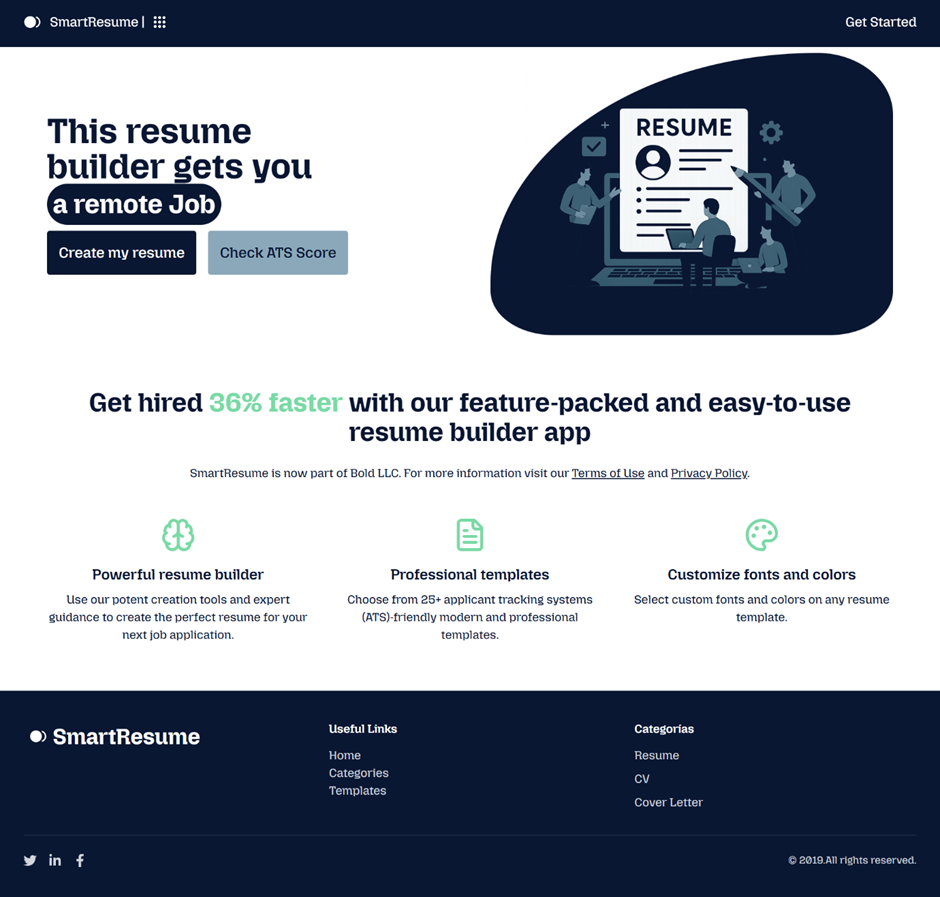 SmartResume |
Get Started
This resume
builder gets you
a remote Job
Create my resume
Check ATS Score
RESUME
Get hired 36% faster with our feature-packed and easy-to-use
resume builder app
SmartResume is now part of Bold LLC. For more information visit our Terms of Use and Privacy Policy.
Powerful resume builder
Use our potent creation tools and expert
guidance to create the perfect resume for your
next job application.
Professional templates
Choose from 25+ applicant tracking systems
(ATS)-friendly modern and professional
templates.
Customize fonts and colors
Select custom fonts and colors on any resume
template.
SmartResume
Useful Links
Home
Categories
Templates
Categorías
Resume
CV
Cover Letter
© 2019.All rights reserved.